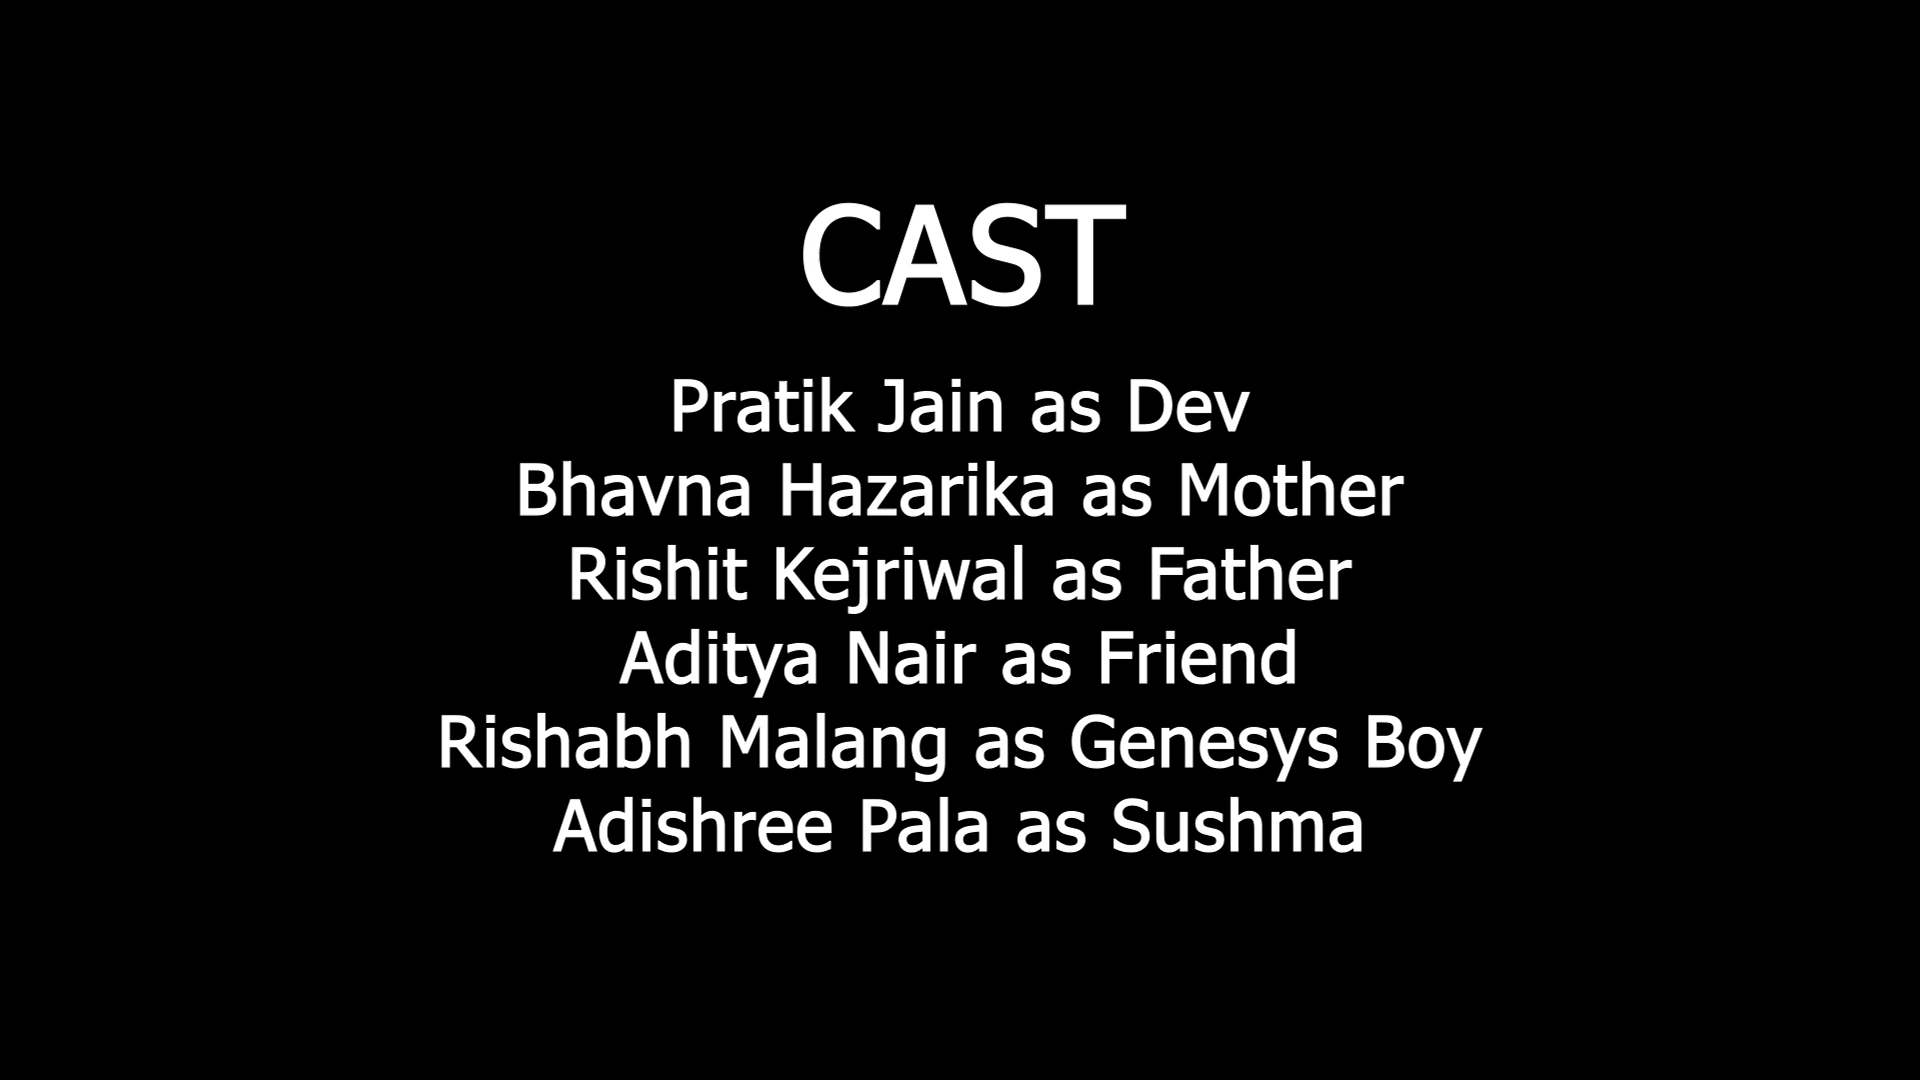 CAST
Pratik Jain as Dev
Bhavna Hazarika as Mother
Rishit Kejriwal as Father
Aditya Nair as Friend
Rishabh Malang as Genesys Boy
Adishree Pala as Sushma